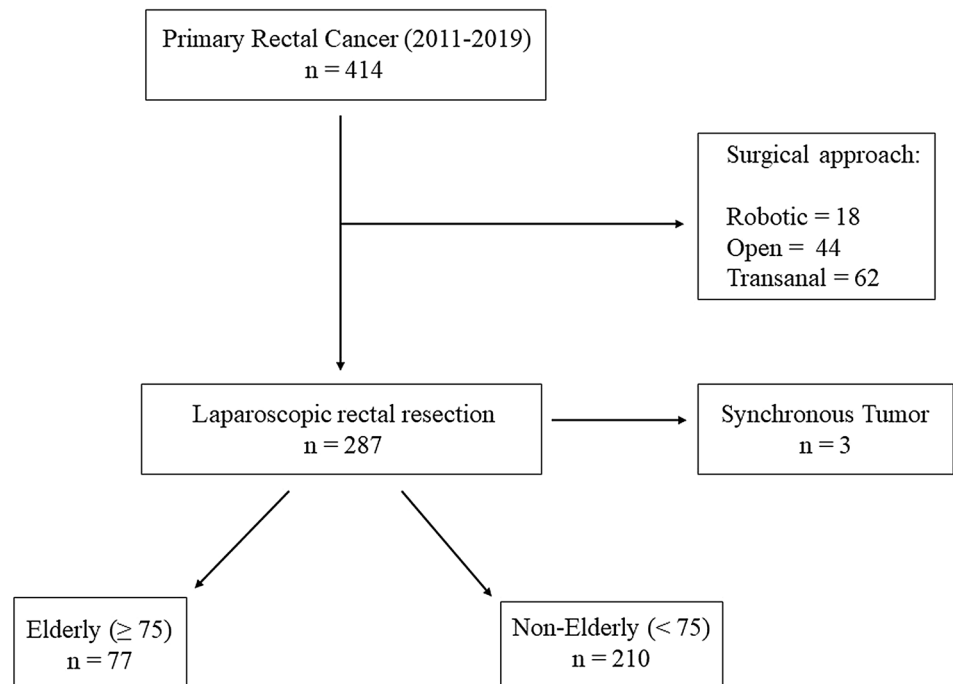 Primary Rectal Cancer (2011-2019)
n = 414
Surgical approach:
Robotic = 18
Open =  44
Transanal = 62
Laparoscopic rectal resection
n = 287
Synchronous Tumor
n = 3
Elderly (≥ 75)
n = 77
Non-Elderly (< 75)
n = 210